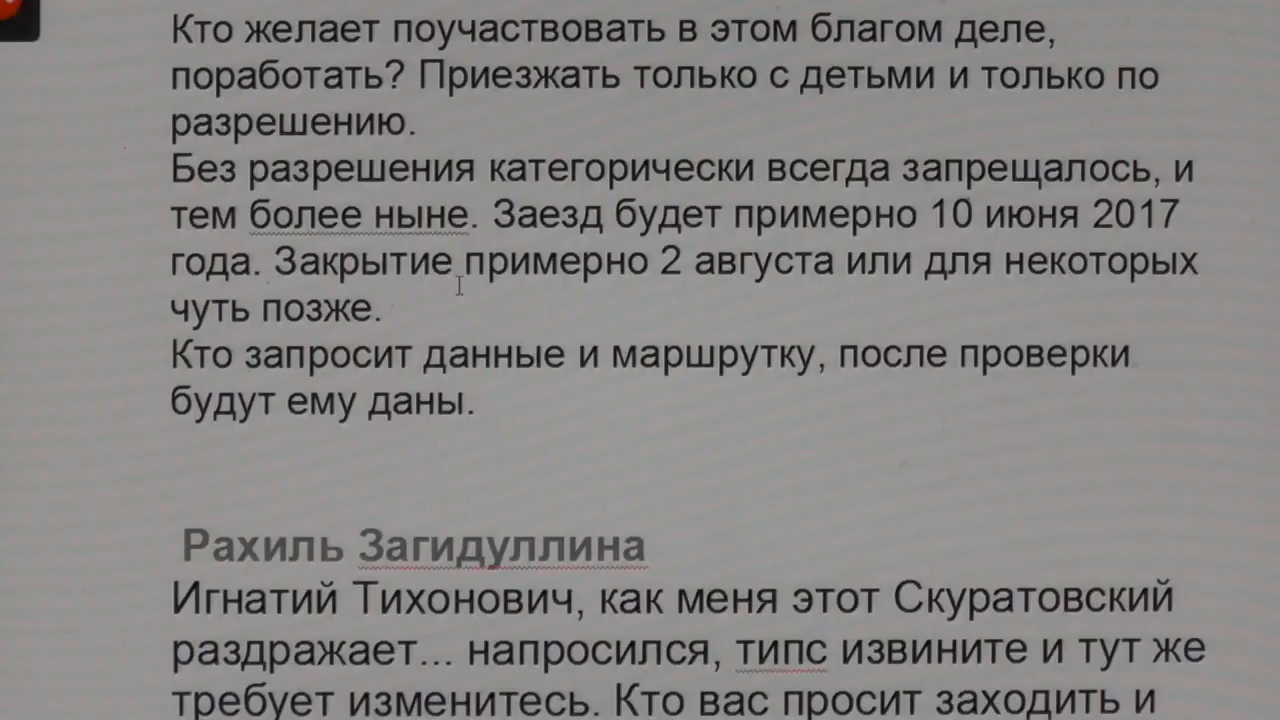 Кто желает поучаствовать в этом благом деле,
поработать? Приезжать только с детьми и только по
разрешению.
Без разрешения категорически всегда запрещалось, и
тем более ныне. Заезд будет примерно 10 июня 2017
года. Закрытие примерно 2 августа или для некоторых
чуть позже.
Кто запросит данные и маршрутку, после проверки
будут ему даны.
Рахиль Загидуллина
Игнатий Тихонович, как меня этот Скуратовский
раздражает... напросился, типс извините и тут же
требует изменитесь. Кто вас просит заходить и